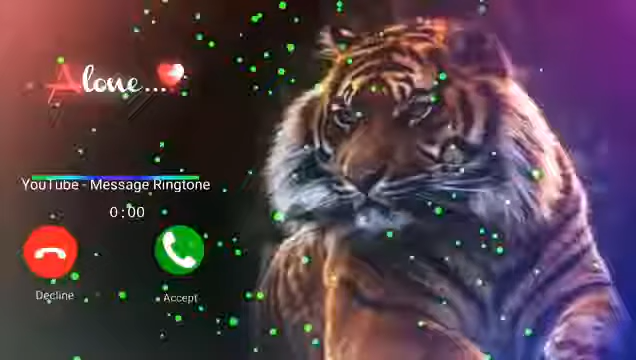 Alone...
YouTube - Message Ringtone
0:00
Decline
Accept